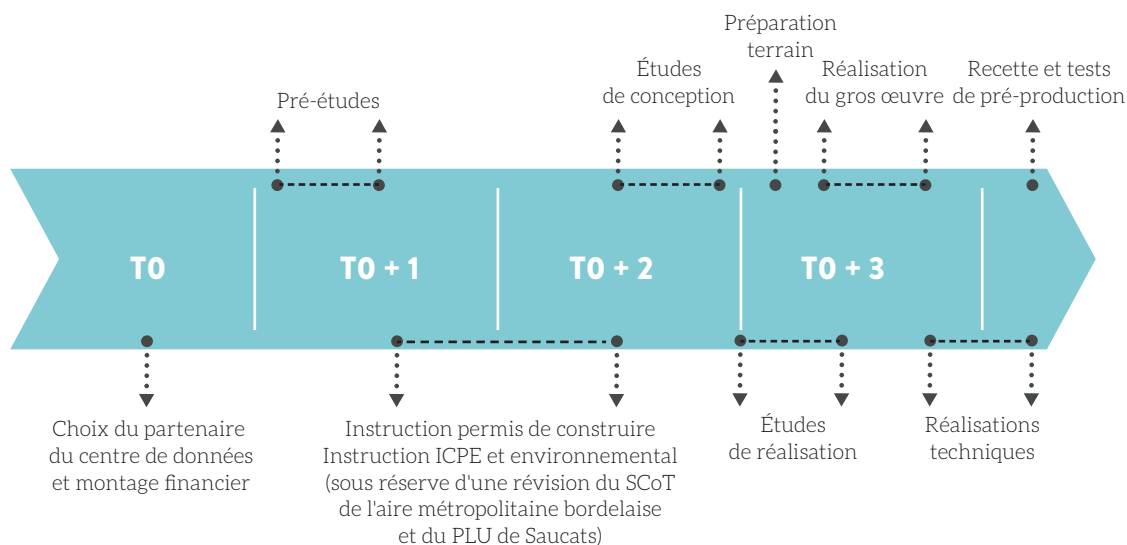 Pré-études
Études
de conception
Préparation
terrain
Réalisation
du gros œuvre
Recette et tests
de pré-production
T0
T0 + 1
T0 + 2
T0 + 3
Choix du partenaire
du centre de données
et montage financier
Instruction permis de construire
Instruction ICPE et environnemental
(sous réserve d'une révision du SCoT
de l'aire métropolitaine bordelaise
et du PLU de Saucats)
Études
de réalisation
Réalisations
techniques